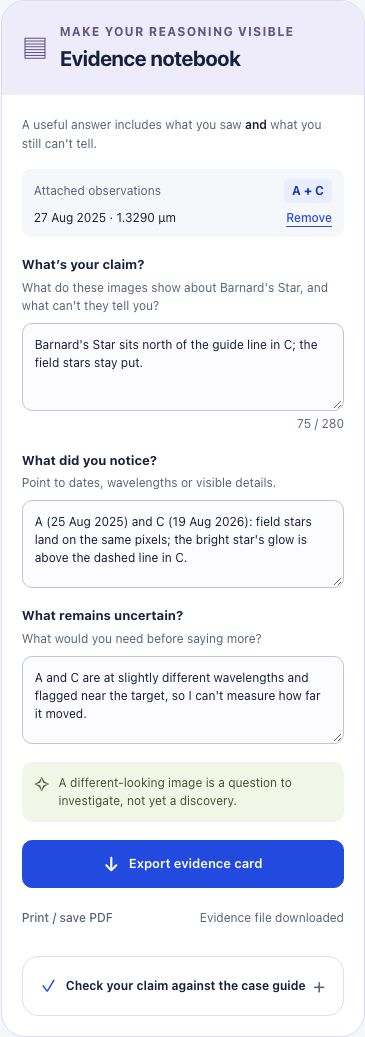 MAKE YOUR REASONING VISIBLE
Evidence notebook
A useful answer includes what you saw and what you
still can't tell.
Attached observations
A + C
27 Aug 2025 · 1.3290 µm
Remove
What's your claim?
What do these images show about Barnard's Star, and
what can't they tell you?
Barnard's Star sits north of the guide line in C; the
field stars stay put.
75 / 280
What did you notice?
Point to dates, wavelengths or visible details.
A (25 Aug 2025) and C (19 Aug 2026): field stars
land on the same pixels; the bright star's glow is
above the dashed line in C.
What remains uncertain?
What would you need before saying more?
A and C are at slightly different wavelengths and
flagged near the target, so I can't measure how far
it moved.
A different-looking image is a question to
investigate, not yet a discovery.
Export evidence card
Print / save PDF
Evidence file downloaded
Check your claim against the case guide